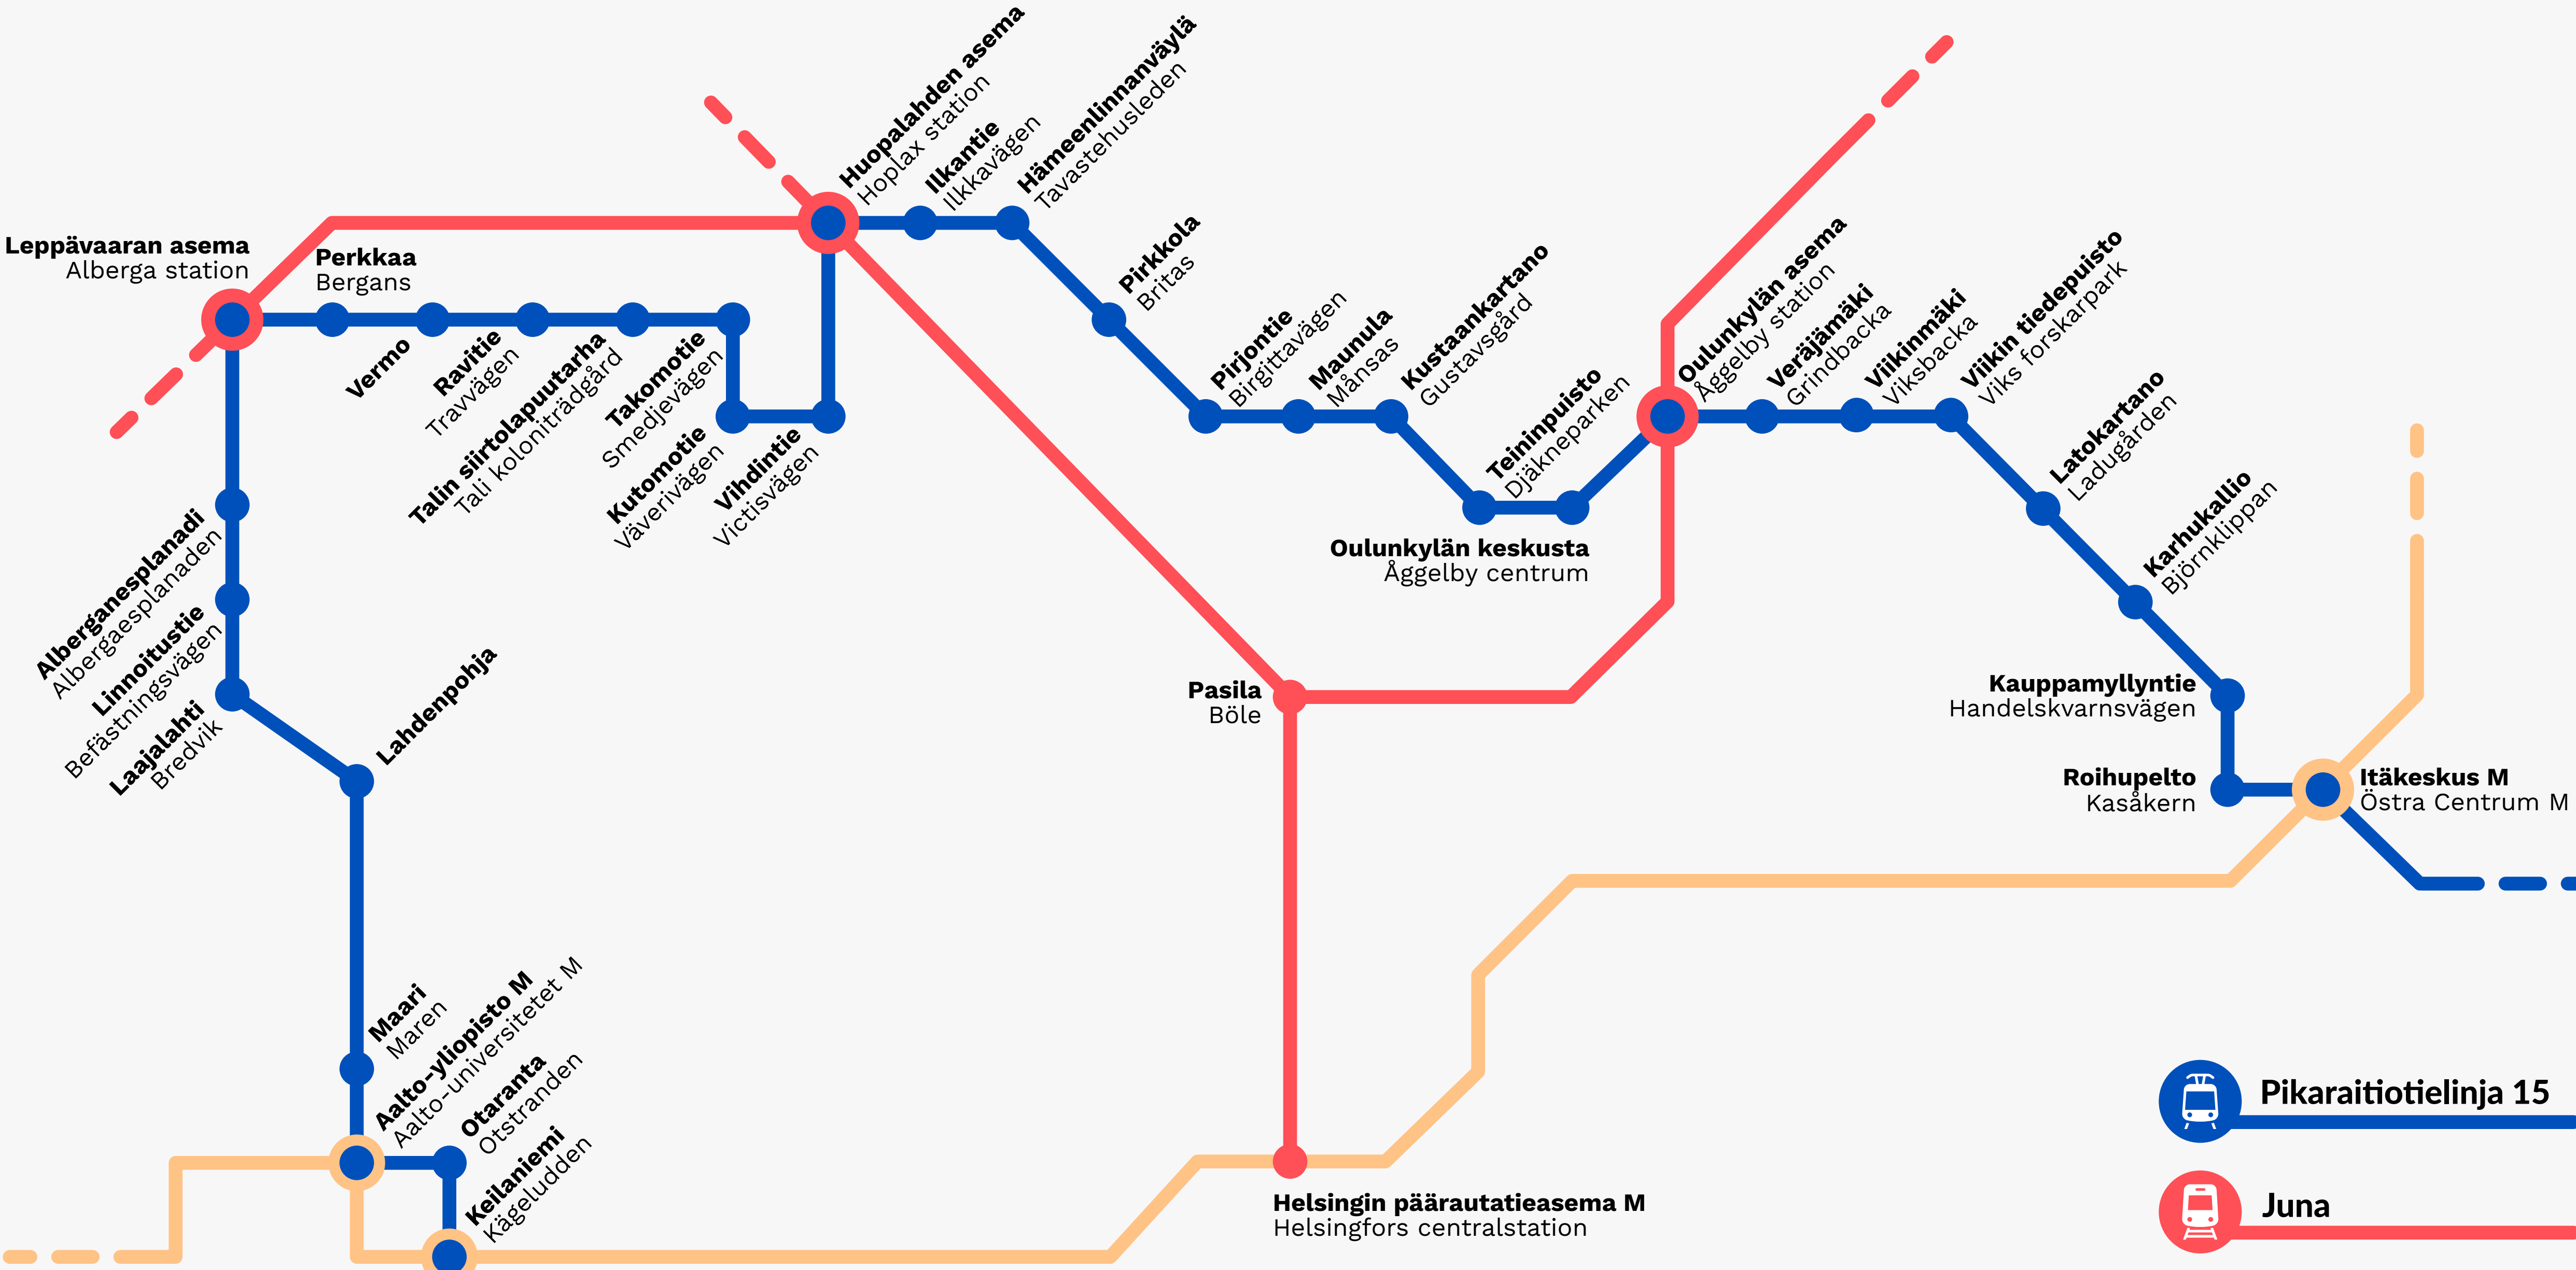 Huopalahden asema
Hoplax station
Ilkantie
Ilkkavägen
Hämeenlinnanväylä
Tavastehusleden
Leppävaaran asema
Alberga station
Perkkaa
Bergans
Vermo
Ravitie
Travvägen
Talin siirtolapuutarha
Tali koloniträdgård
Takomotie
Smedjevägen
Kutomotie
Väverivägen
Vihdintie
Victisvägen
Pirkkola
Britas
Pirjontie
Birgittavägen
Maunula
Månsas
Kustaankartano
Gustavsgård
Teininpuisto
Djäkneparken
Oulunkylän keskusta
Åggelby centrum
Oulunkylän asema
Åggelby station
Veräjämäki
Grindbacka
Viikinmäki
Viksbacka
Viikin tiedepuisto
Viks forskarpark
Latokartano
Ladugården
Karhukallio
Björnklippan
Kauppamyllyntie
Handelskvarnsvägen
Roihupelto
Kasåkern
Itäkeskus M
Östra Centrum M
Alberganesplanadi
Albergaesplanaden
Linnoitustie
Befästningsvägen
Laajalahti
Bredvik
Lahdenpohja
Pasila
Böle
Maari
Maren
Aalto-yliopisto M
Aalto-universitetet M
Otaranta
Otstranden
Keilaniemi
Kägeludden
Helsingin päärautatieasema M
Helsingfors centralstation
Pikaraitiotielinja 15
Juna